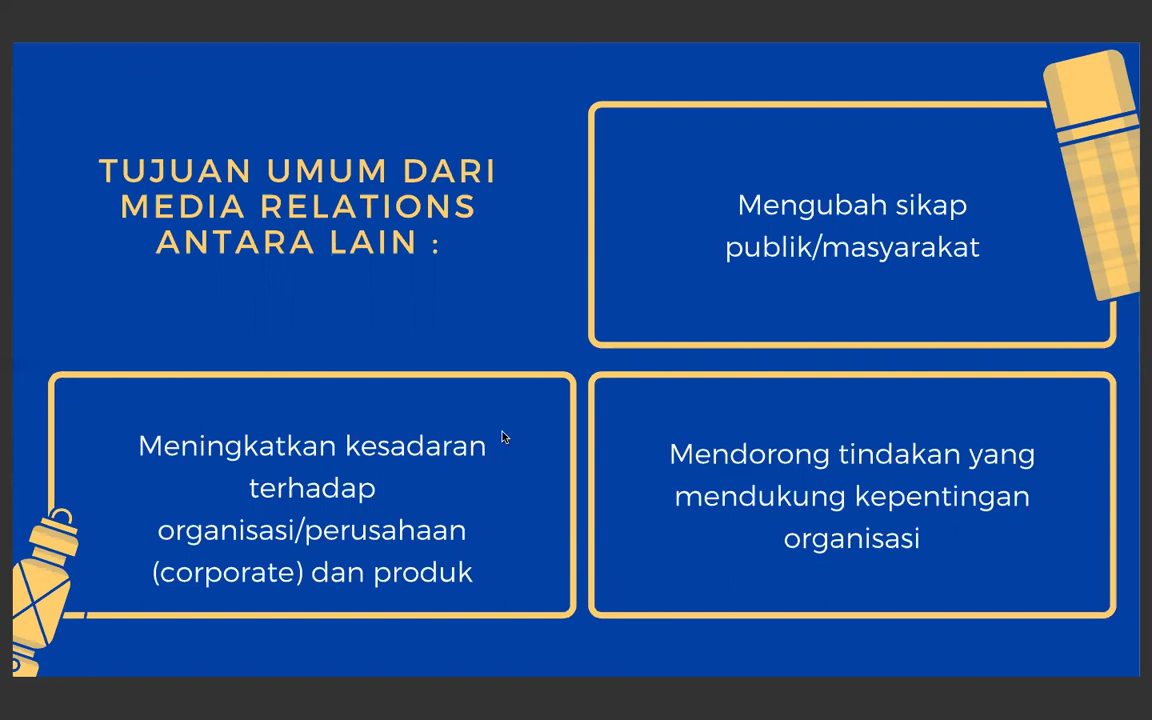 TUJUAN UMUM DARI
MEDIA RELATIONS
ANTARA LAIN :
Mengubah sikap
publik/masyarakat
Meningkatkan kesadaran
terhadap
organisasi/perusahaan
(corporate) dan produk
Mendorong tindakan yang
mendukung kepentingan
organisasi